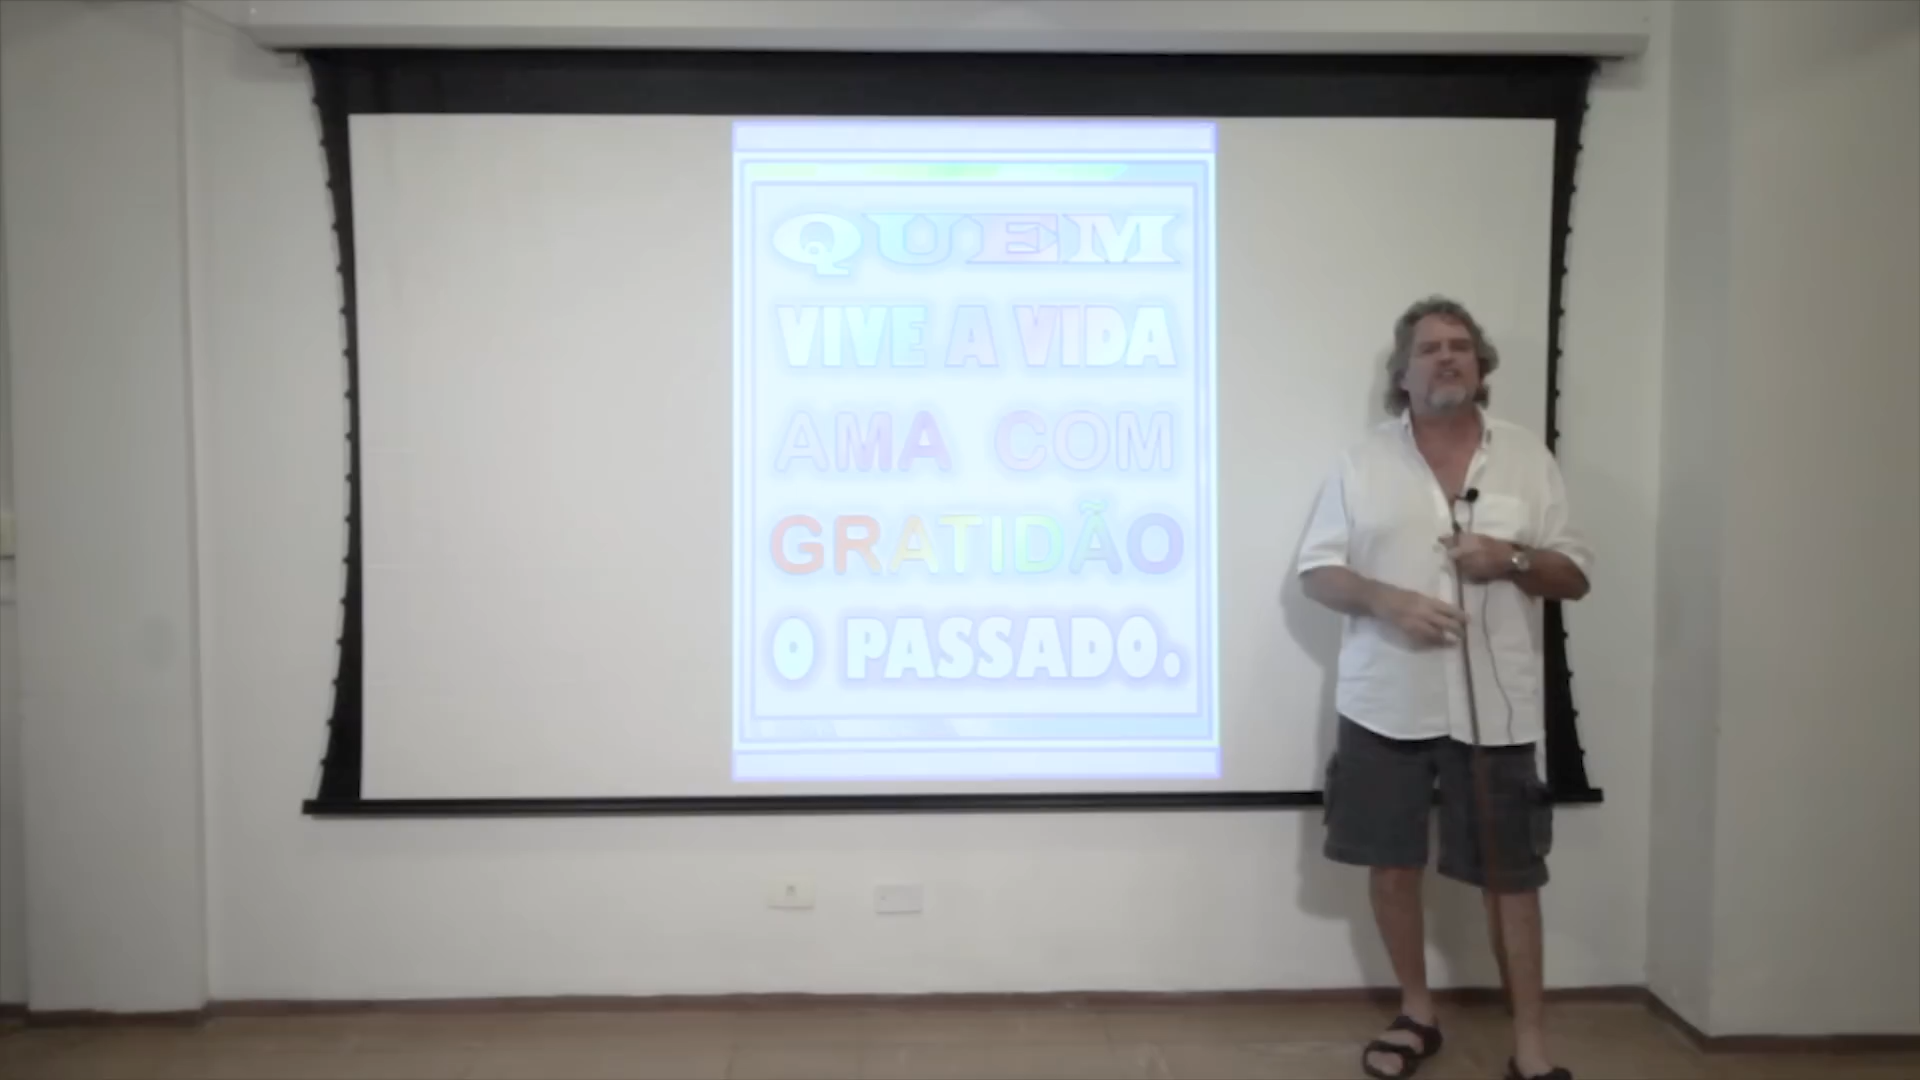 QUEM
VIVE A VIDA
AMA COM
GRATIDÃO
O PASSADO.